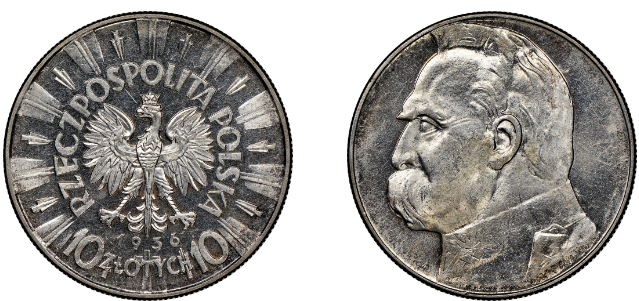 RZECZPOSPOLITA POLSKA
1936
10 ZŁOTYCH 10